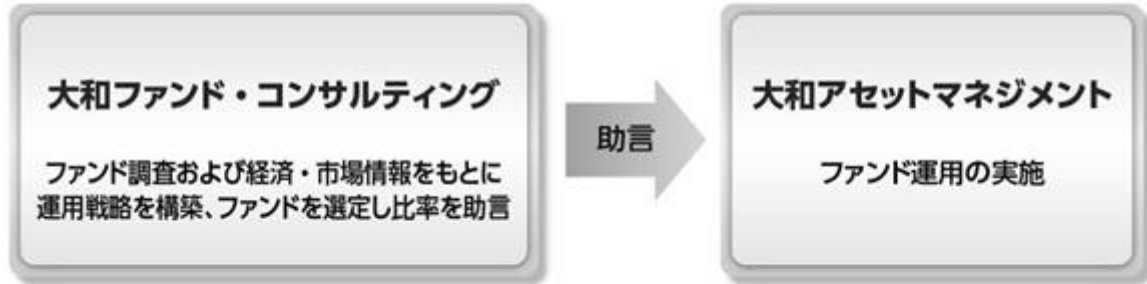 大和ファンド・コンサルティング
ファンド調査および経済・市場情報をもとに
運用戦略を構築、ファンドを選定し比率を助言
助言
大和アセットマネジメント
ファンド運用の実施